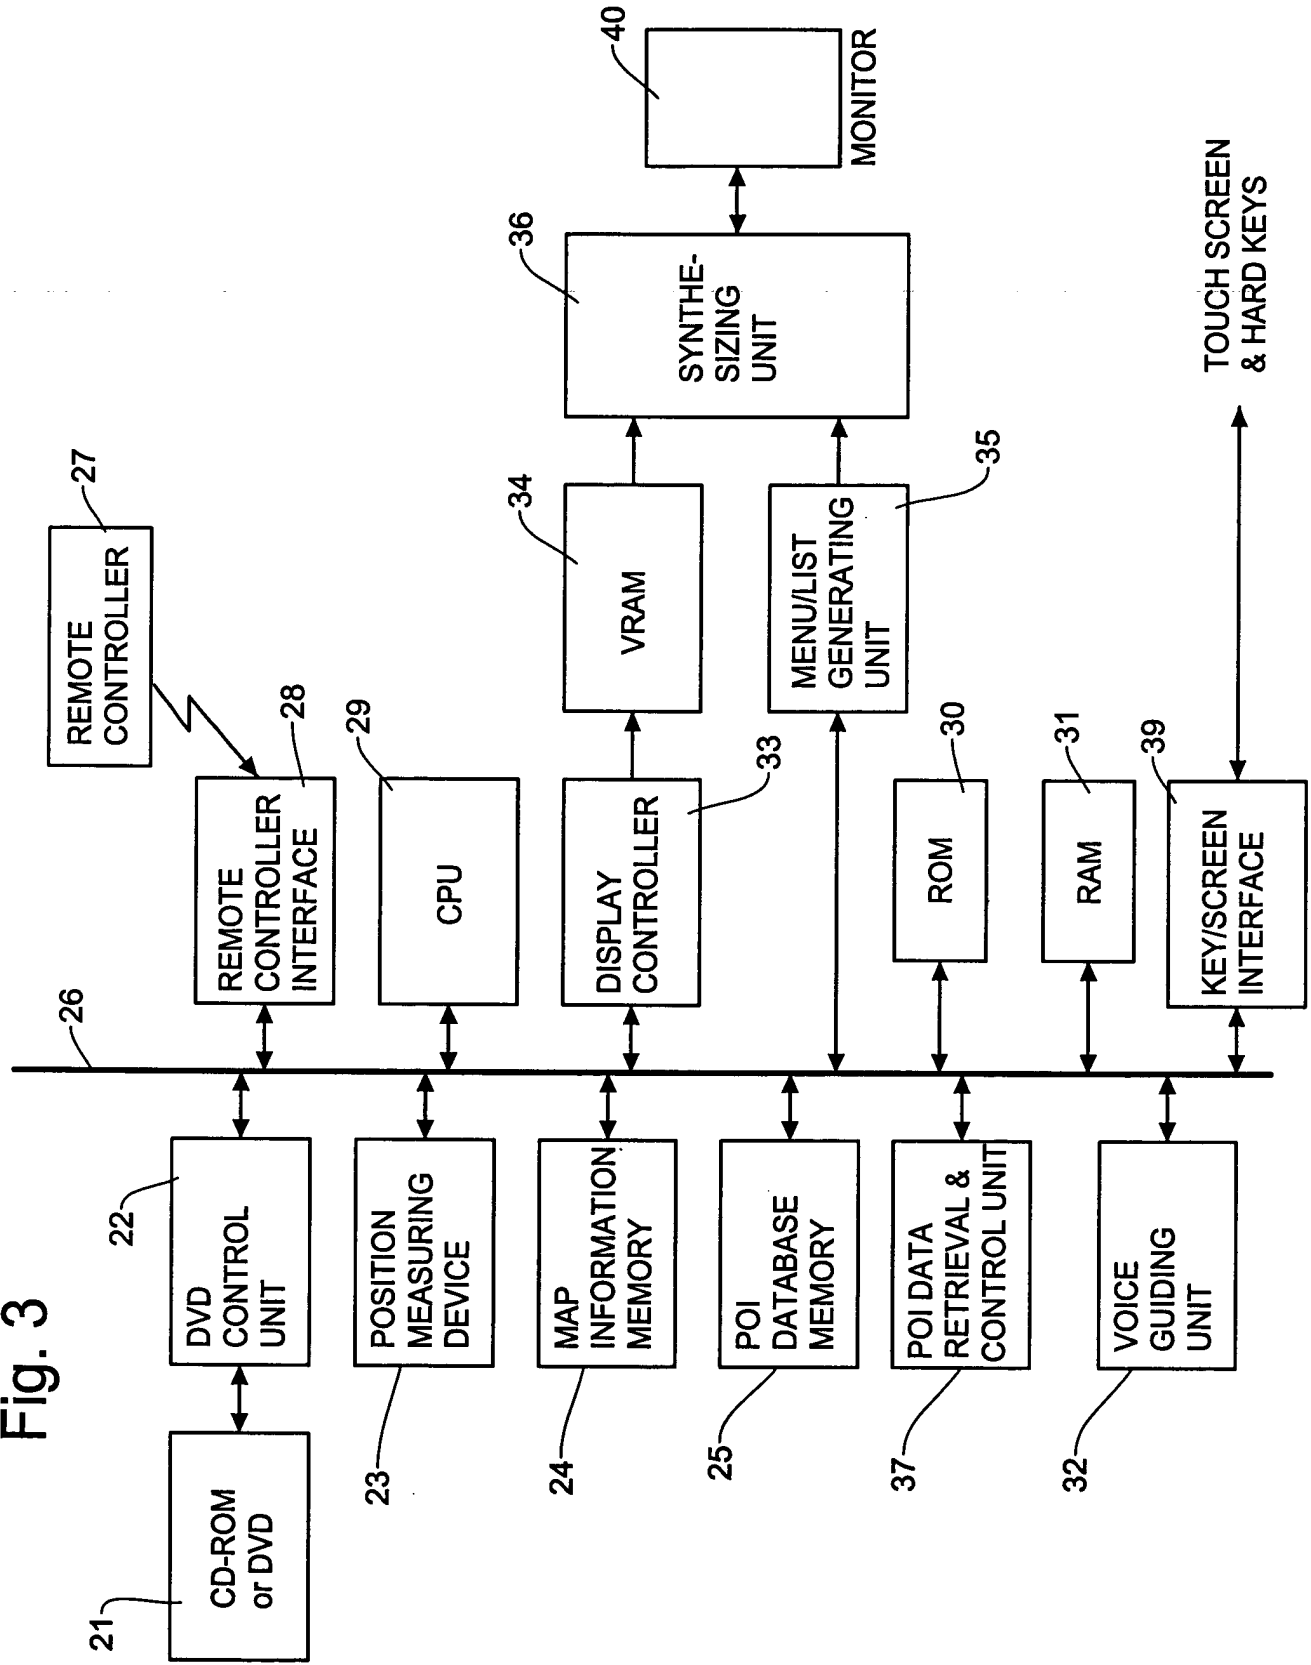 Fig. 3
21
CD-ROM
or DVD
22
DVD
CONTROL
UNIT
23
POSITION
MEASURING
DEVICE
24
MAP
INFORMATION
MEMORY
25
POI
DATABASE
MEMORY
37
POI DATA
RETRIEVAL &
CONTROL UNIT
32
VOICE
GUIDING
UNIT
26
27
REMOTE
CONTROLLER
28
REMOTE
CONTROLLER
INTERFACE
29
CPU
33
DISPLAY
CONTROLLER
34
VRAM
35
MENU/LIST
GENERATING
UNIT
36
SYNTHE-
SIZING
UNIT
40
MONITOR
30
ROM
31
RAM
39
KEY/SCREEN
INTERFACE
TOUCH SCREEN
& HARD KEYS